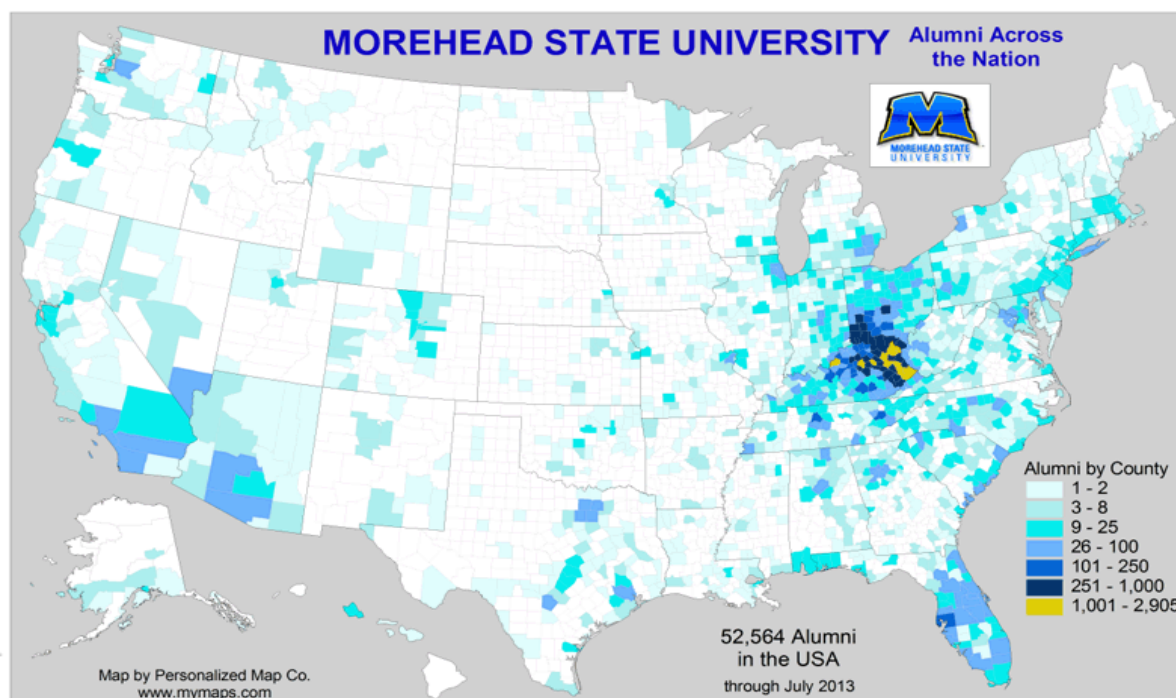 MOREHEAD STATE UNIVERSITY
Alumni Across
the Nation
M
MOREHEAD STATE
UNIVERSITY
Alumni by County
1 - 2
3 - 8
9 - 25
26 - 100
101 - 250
251 - 1,000
1,001 - 2,905
52,564 Alumni
in the USA
through July 2013
Map by Personalized Map Co.
www.mymaps.com